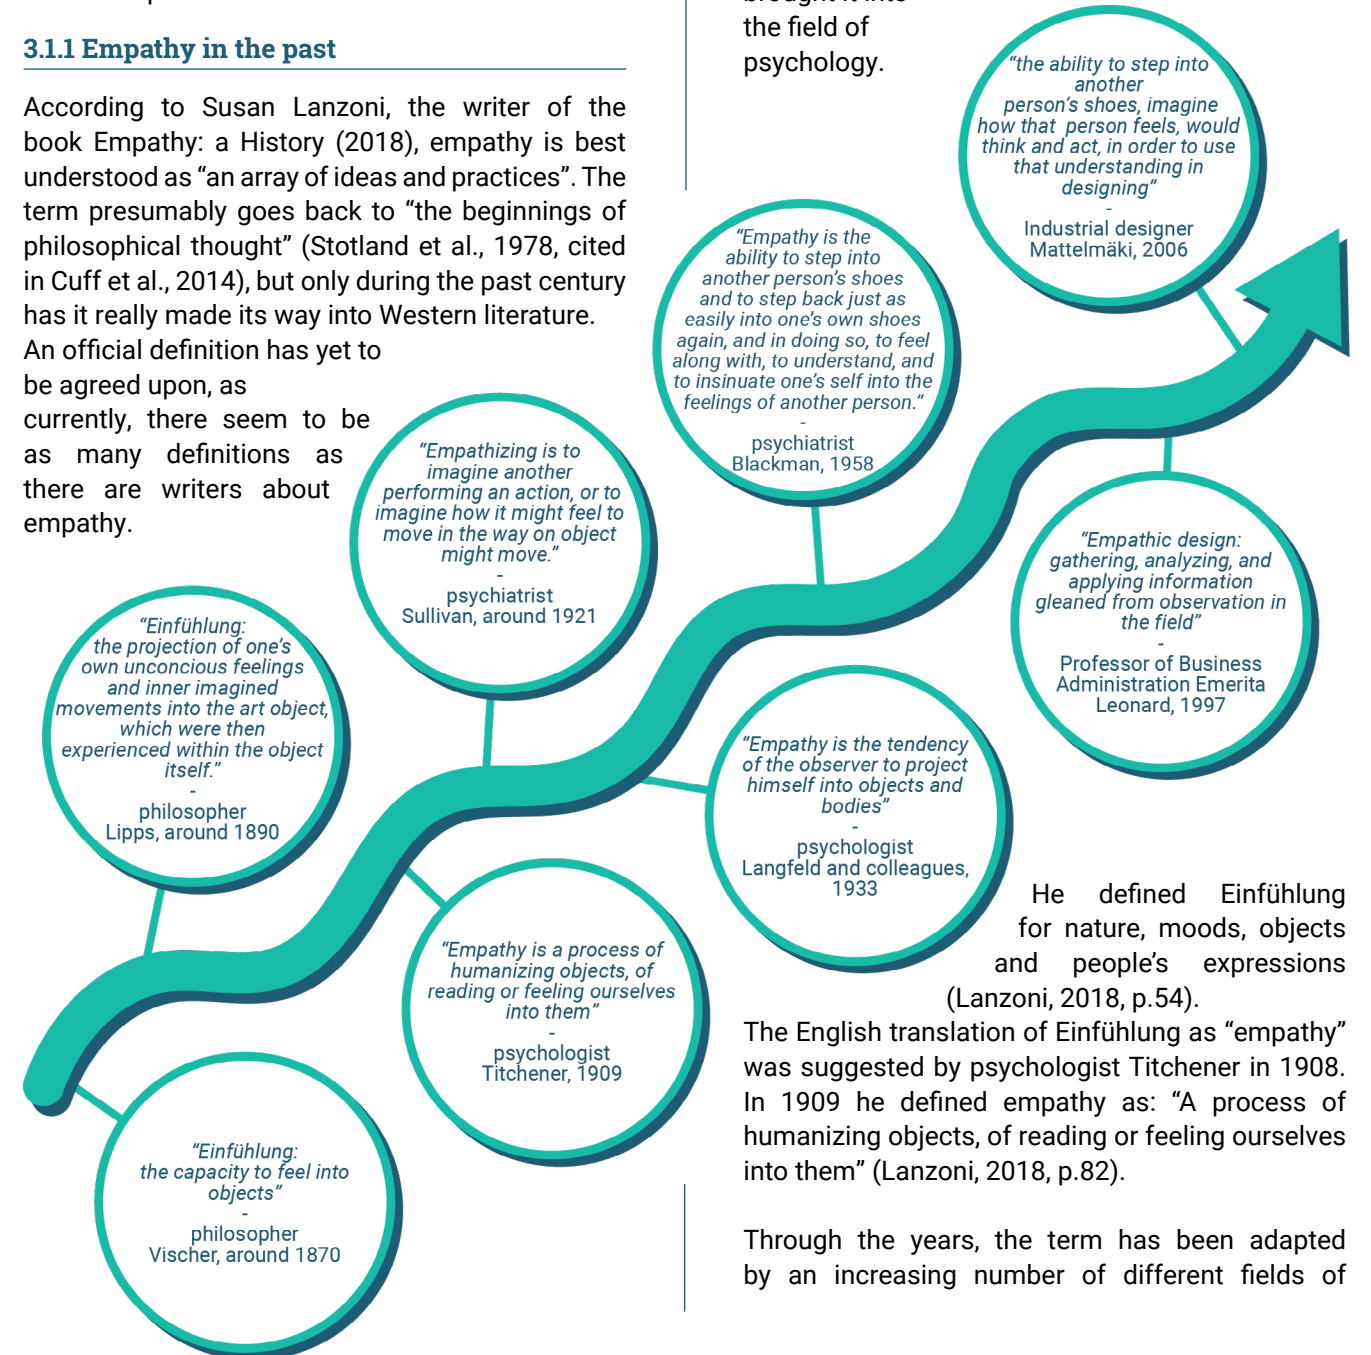 3.1.1 Empathy in the past
According to Susan Lanzoni, the writer of the
book Empathy: a History (2018), empathy is best
understood as “an array of ideas and practices”. The
term presumably goes back to “the beginnings of
philosophical thought” (Stotland et al., 1978, cited
in Cuff et al., 2014), but only during the past century
has it really made its way into Western literature.
An official definition has yet to
be agreed upon, as
currently, there seem to be
as many definitions as
there are writers about
empathy.
“Einfühlung:
the capacity to feel into
objects”
-
philosopher
Vischer, around 1870
“Einfühlung:
the projection of one’s
own unconcious feelings
and inner imagined
movements into the art object,
which were then
experienced within the object
itself.”
-
philosopher
Lipps, around 1890
“Empathy is a process of
humanizing objects, of
reading or feeling ourselves
into them”
-
psychologist
Titchener, 1909
“Empathizing is to
imagine another
performing an action, or to
imagine how it might feel to
move in the way on object
might move.”
-
psychiatrist
Sullivan, around 1921
“Empathy is the tendency
of the observer to project
himself into objects and
bodies”
-
psychologist
Langfeld and colleagues,
1933
“Empathy is the
ability to step into
another person’s shoes
and to step back just as
easily into one’s own shoes
again, and in doing so, to feel
along with, to understand, and
to insinuate one’s self into the
feelings of another person.”
-
psychiatrist
Blackman, 1958
“Empathic design:
gathering, analyzing, and
applying information
gleaned from observation in
the field”
-
Professor of Business
Administration Emerita
Leonard, 1997
“the ability to step into
another
person’s shoes, imagine
how that person feels, would
think and act, in order to use
that understanding in
designing”
-
Industrial designer
Mattelmäki, 2006
brought it into
the field of
psychology.
He defined Einfühlung
for nature, moods, objects
and people’s expressions
(Lanzoni, 2018, p.54).
The English translation of Einfühlung as “empathy”
was suggested by psychologist Titchener in 1908.
In 1909 he defined empathy as: “A process of
humanizing objects, of reading or feeling ourselves
into them” (Lanzoni, 2018, p.82).
Through the years, the term has been adapted
by an increasing number of different fields of